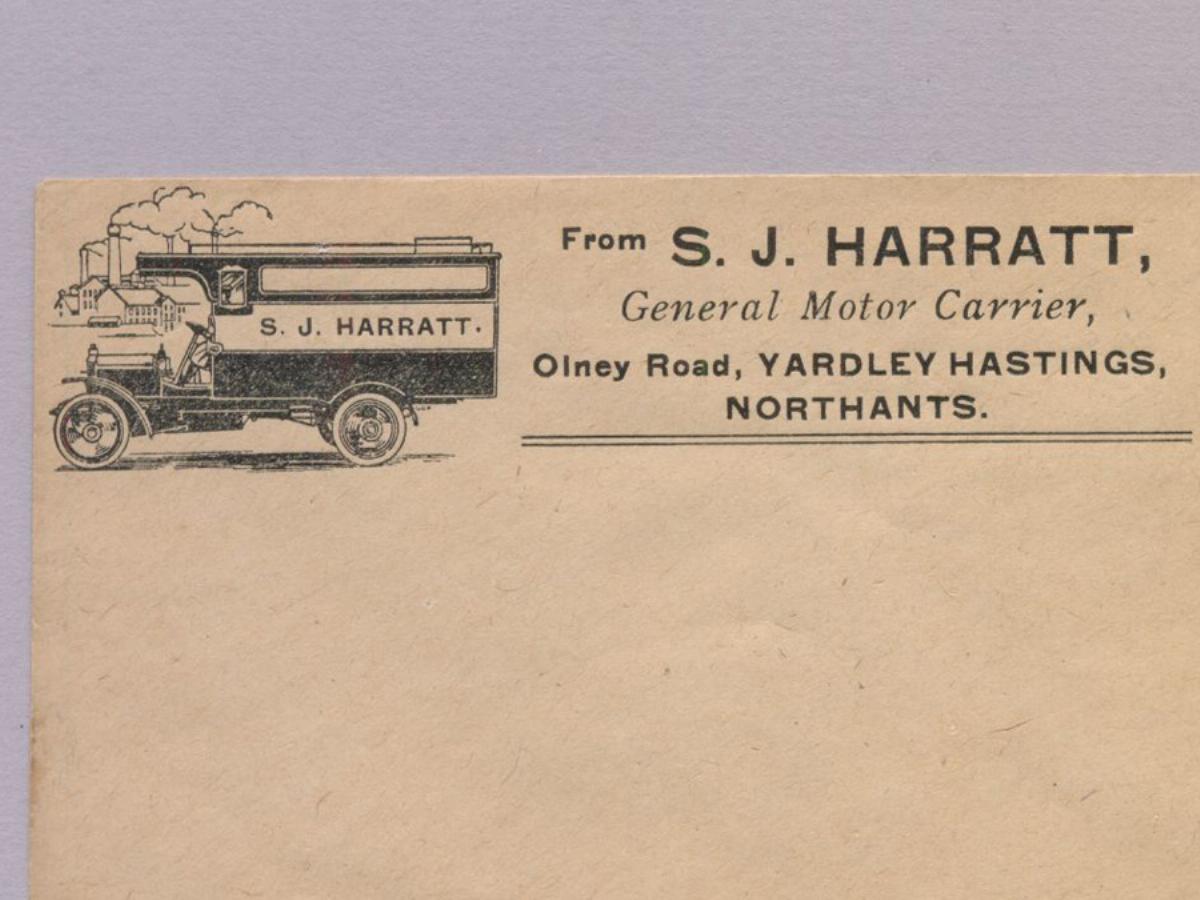 S. J. HARRATT.
From S. J. HARRATT,
General Motor Carrier,
Olney Road, YARDLEY HASTINGS,
NORTHANTS.